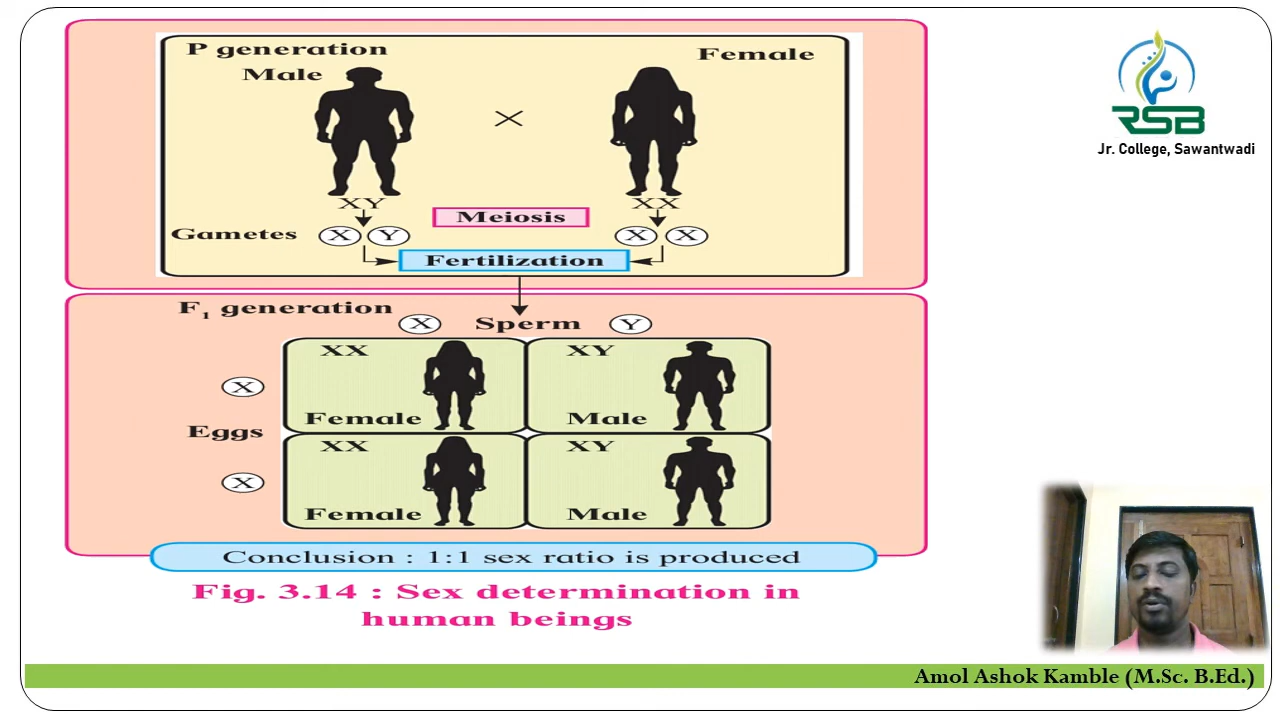 P generation
Male
Female
×
XY
XX
Meiosis
Gametes
X
Y
X
X
Fertilization
F₁ generation
X
Sperm
Y
XX
Female
XY
Male
X
Eggs
X
XX
Female
XY
Male
Conclusion : 1:1 sex ratio is produced
Fig. 3.14 : Sex determination in
human beings
RSB
Jr. College, Sawantwadi
Amol Ashok Kamble (M.Sc. B.Ed.)